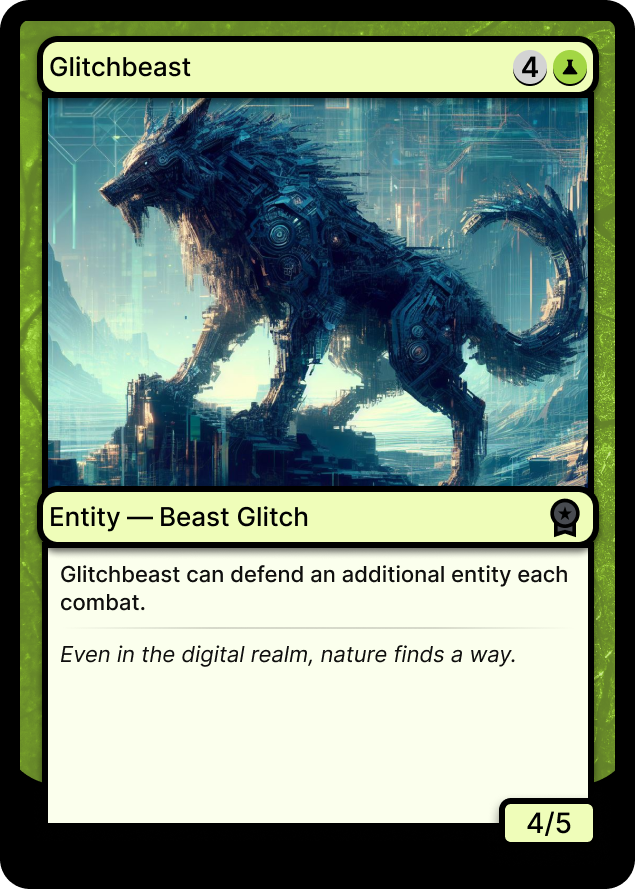 Glitchbeast 4
Entity — Beast Glitch
Glitchbeast can defend an additional entity each
combat.
Even in the digital realm, nature finds a way.
4/5